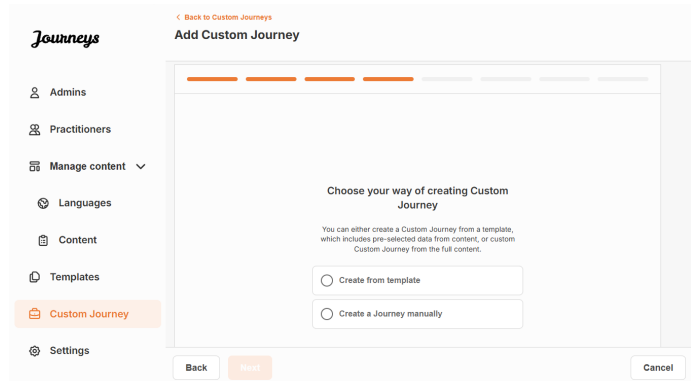 Journeys
< Back to Custom Journeys
Add Custom Journey
Admins
Practitioners
Manage content
Languages
Content
Templates
Custom Journey
Settings
Choose your way of creating Custom
Journey
You can either create a Custom Journey from a template,
which includes pre-selected data from content, or custom
Custom Journey from the full content.
Create from template
Create a Journey manually
Back
Next
Cancel